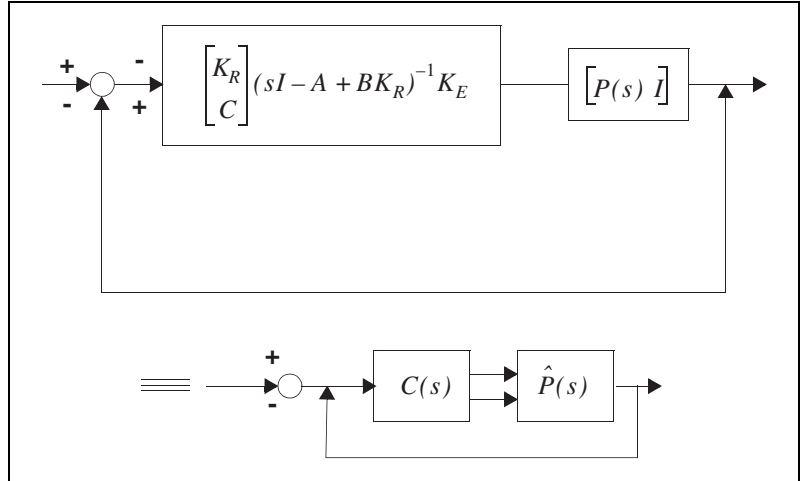 + - [K_R C] (sI – A + BK_R)^{-1} K_E [P(s) I]
- +
+
C(s) P̂(s)
-